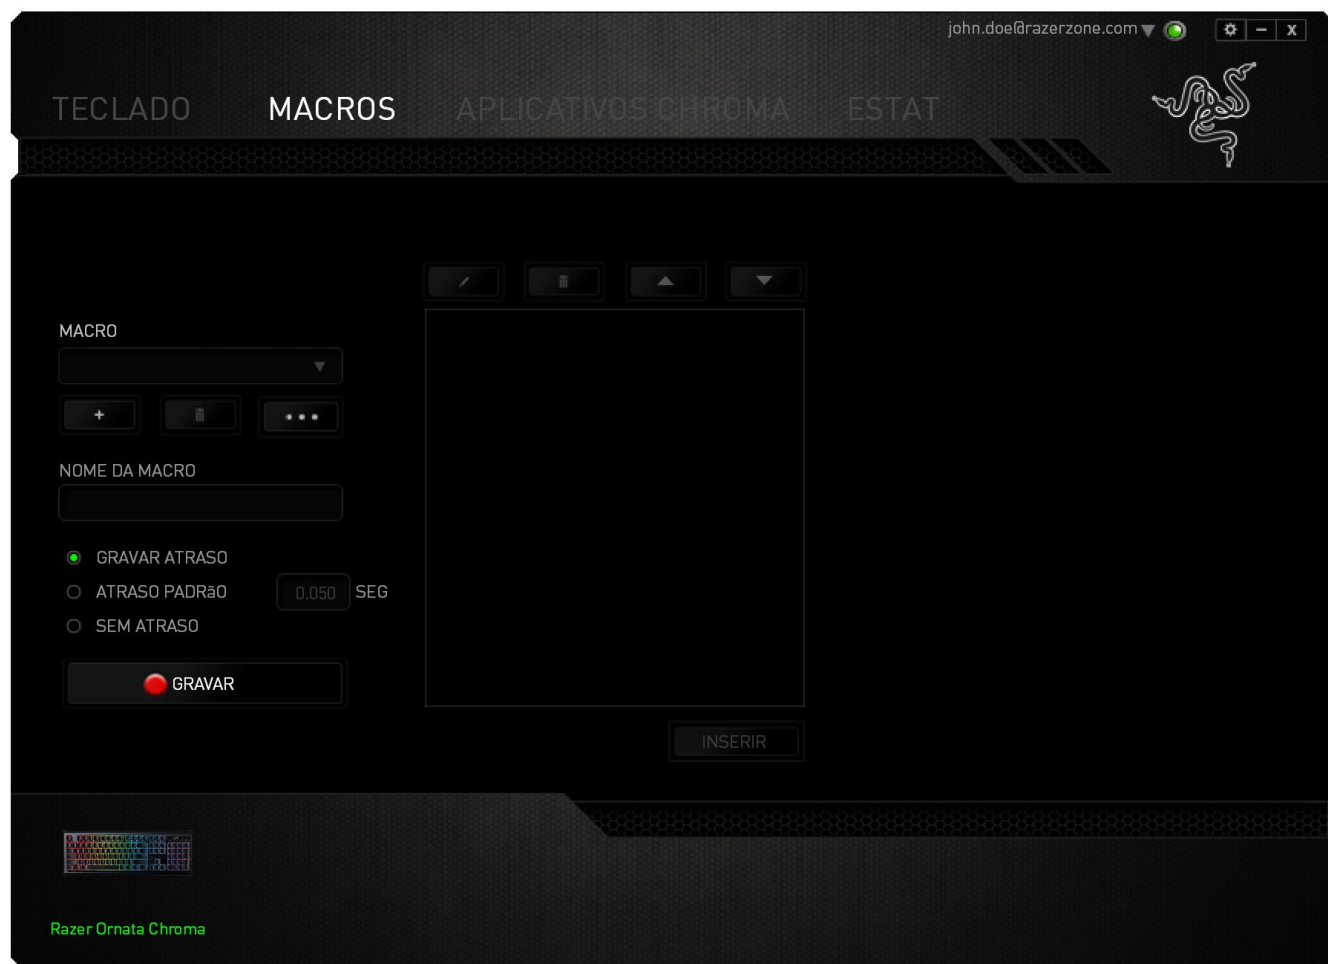 john.doe@razerzone.com
TECLADO MACROS APLICATIVOS CHROMA ESTAT
MACRO
NOME DA MACRO
GRAVAR ATRASO
ATRASO PADRãO 0.050 SEG
SEM ATRASO
GRAVAR
INSERIR
Razer Ornata Chroma